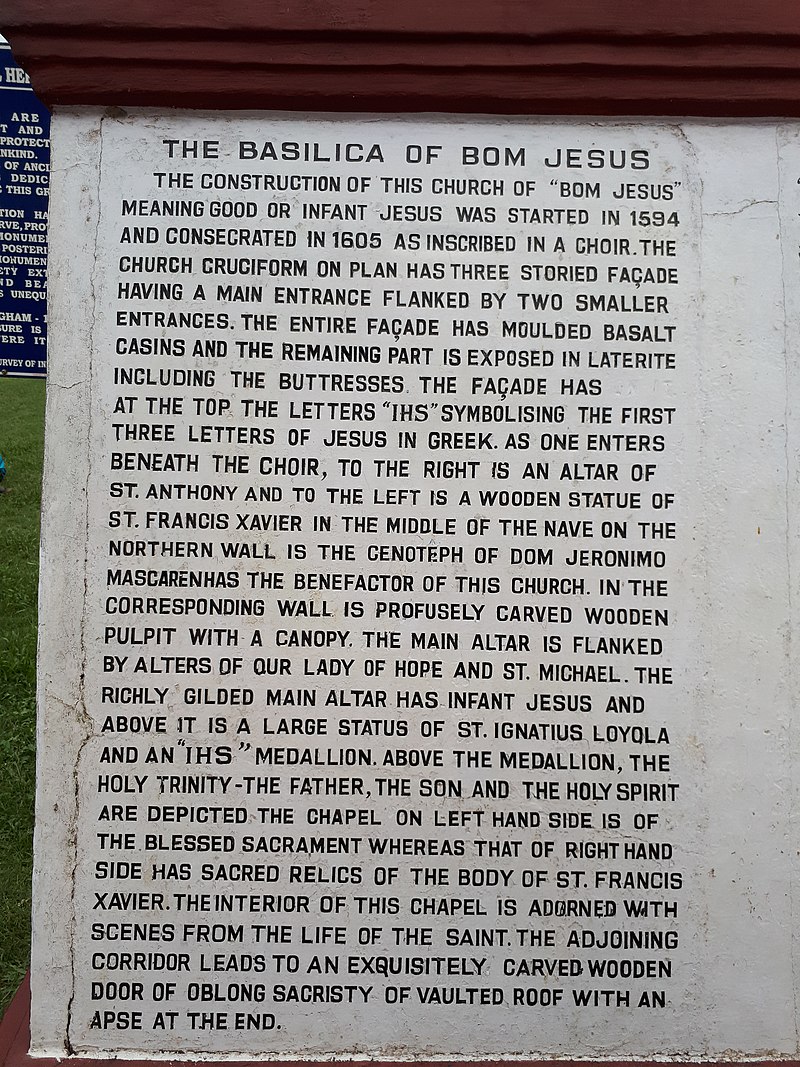 THE BASILICA OF BOM JESUS
THE CONSTRUCTION OF THIS CHURCH OF "BOM JESUS"
MEANING GOOD OR INFANT JESUS WAS STARTED IN 1594
AND CONSECRATED IN 1605 AS INSCRIBED IN A CHOIR. THE
CHURCH CRUCIFORM ON PLAN HAS THREE STORIED FAÇADE
HAVING A MAIN ENTRANCE FLANKED BY TWO SMALLER
ENTRANCES. THE ENTIRE FAÇADE HAS MOULDED BASALT
CASINS AND THE REMAINING PART IS EXPOSED IN LATERITE
INCLUDING THE BUTTRESSES. THE FAÇADE HAS
AT THE TOP THE LETTERS "IHS" SYMBOLISING THE FIRST
THREE LETTERS OF JESUS IN GREEK. AS ONE ENTERS
BENEATH THE CHOIR, TO THE RIGHT IS AN ALTAR OF
ST. ANTHONY AND TO THE LEFT IS A WOODEN STATUE OF
ST. FRANCIS XAVIER IN THE MIDDLE OF THE NAVE ON THE
NORTHERN WALL IS THE CENOTEPH OF DOM JERONIMO
MASCARENHAS THE BENEFACTOR OF THIS CHURCH. IN THE
CORRESPONDING WALL IS PROFUSELY CARVED WOODEN
PULPIT WITH A CANOPY. THE MAIN ALTAR IS FLANKED
BY ALTERS OF OUR LADY OF HOPE AND ST. MICHAEL. THE
RICHLY GILDED MAIN ALTAR HAS INFANT JESUS AND
ABOVE IT IS A LARGE STATUS OF ST. IGNATIUS LOYOLA
AND AN "IHS" MEDALLION. ABOVE THE MEDALLION, THE
HOLY TRINITY-THE FATHER, THE SON AND THE HOLY SPIRIT
ARE DEPICTED THE CHAPEL ON LEFT HAND SIDE IS OF
THE BLESSED SACRAMENT WHEREAS THAT OF RIGHT HAND
SIDE HAS SACRED RELICS OF THE BODY OF ST. FRANCIS
XAVIER. THE INTERIOR OF THIS CHAPEL IS ADORNED WITH
SCENES FROM THE LIFE OF THE SAINT. THE ADJOINING
CORRIDOR LEADS TO AN EXQUISITELY CARVED WOODEN
DOOR OF OBLONG SACRISTY OF VAULTED ROOF WITH AN
APSE AT THE END.